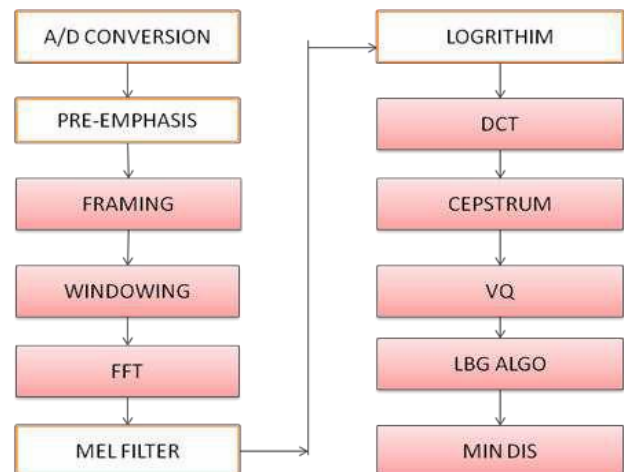 A/D CONVERSION
PRE-EMPHASIS
FRAMING
WINDOWING
FFT
MEL FILTER
LOGRITHIM
DCT
CEPSTRUM
VQ
LBG ALGO
MIN DIS